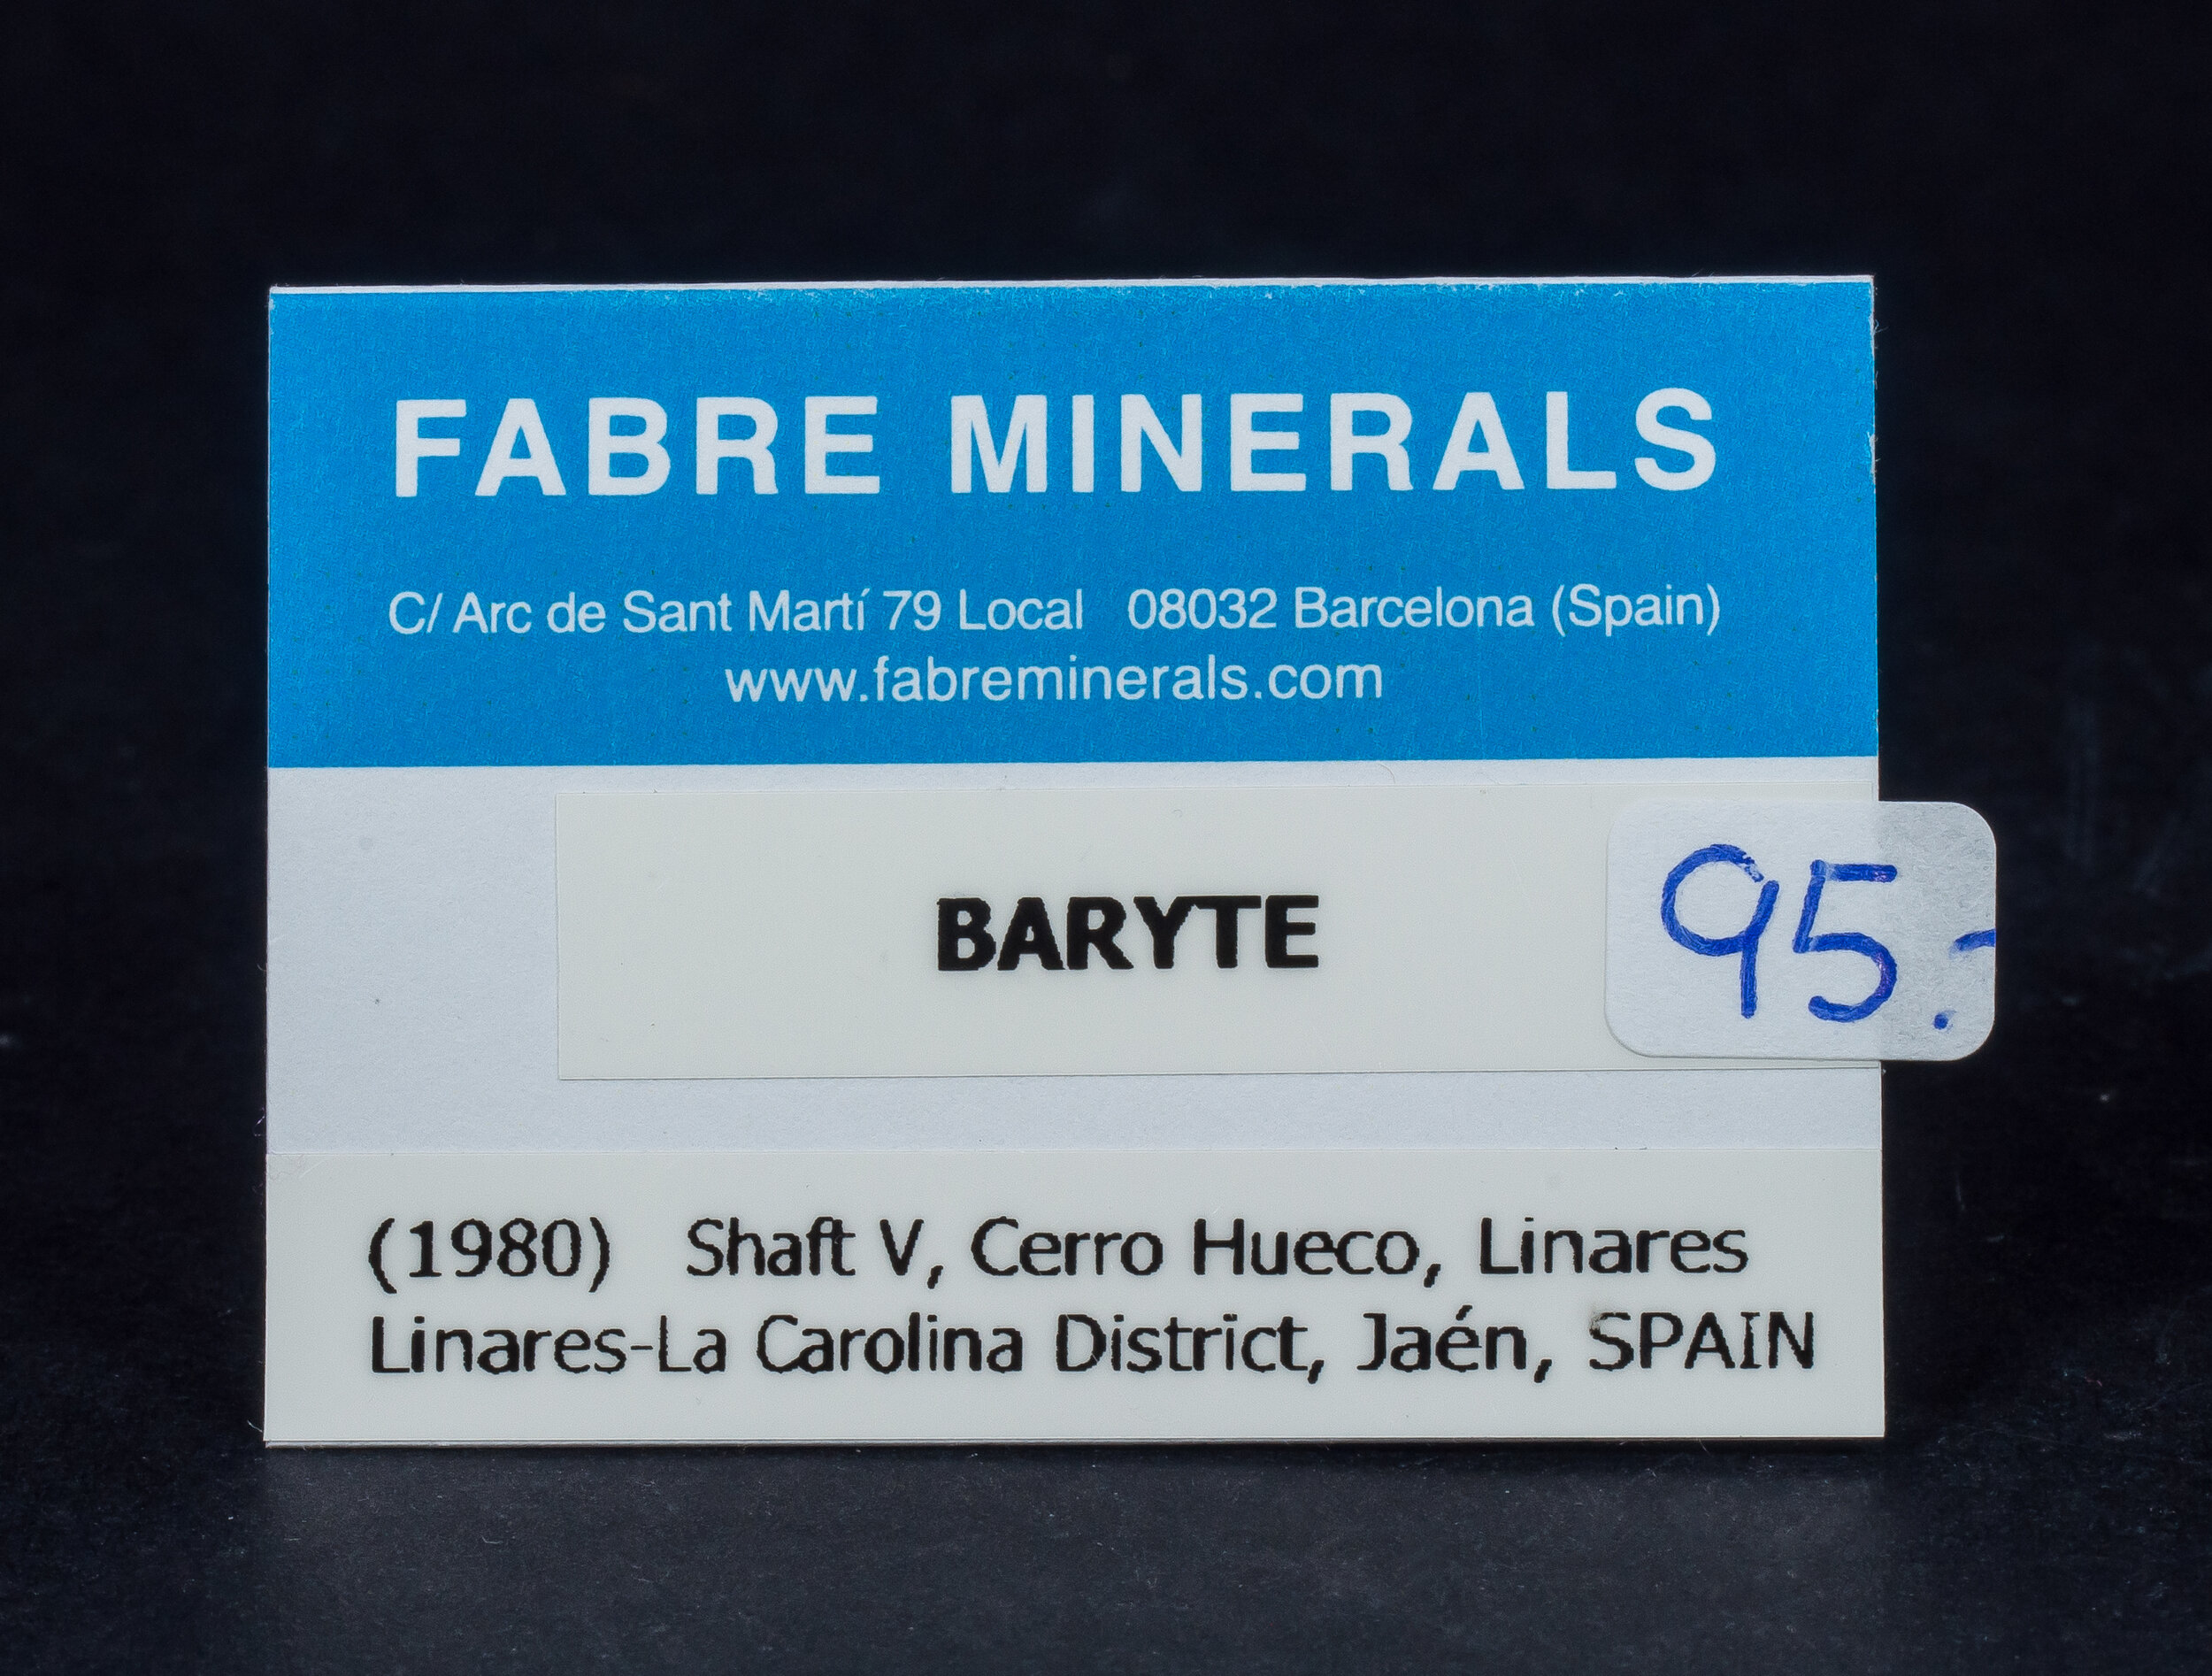 FABRE MINERALS
C/ Arc de Sant Martí 79 Local 08032 Barcelona (Spain)
www.fabreminerals.com
BARYTE
95.-
(1980) Shaft V, Cerro Hueco, Linares
Linares-La Carolina District, Jaén, SPAIN